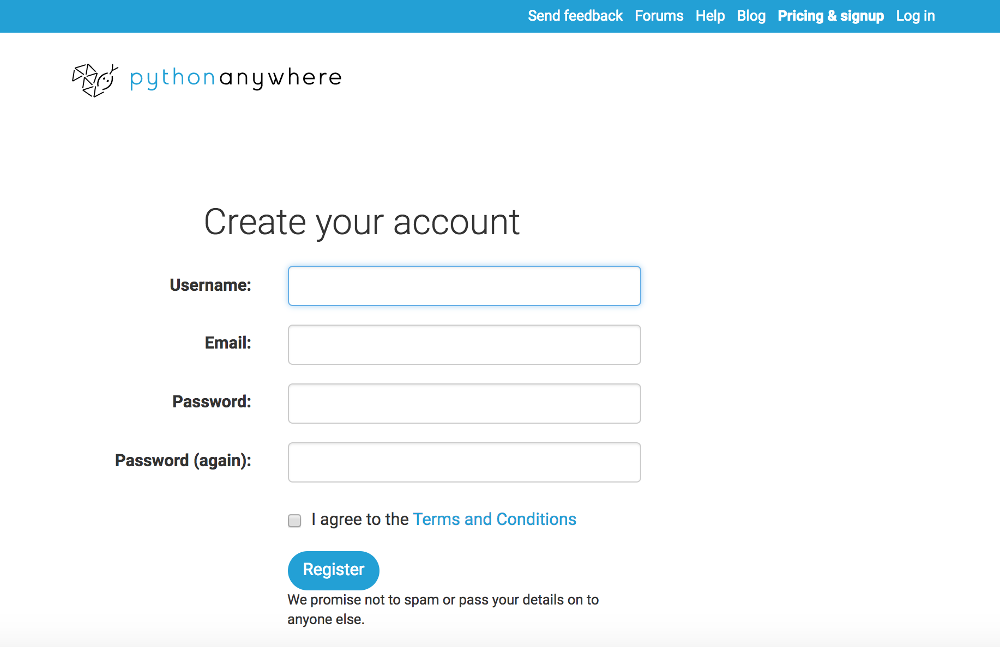 Send feedback Forums Help Blog Pricing & signup Log in
pythonanywhere
Create your account
Username:
Email:
Password:
Password (again):
I agree to the Terms and Conditions
Register
We promise not to spam or pass your details on to
anyone else.